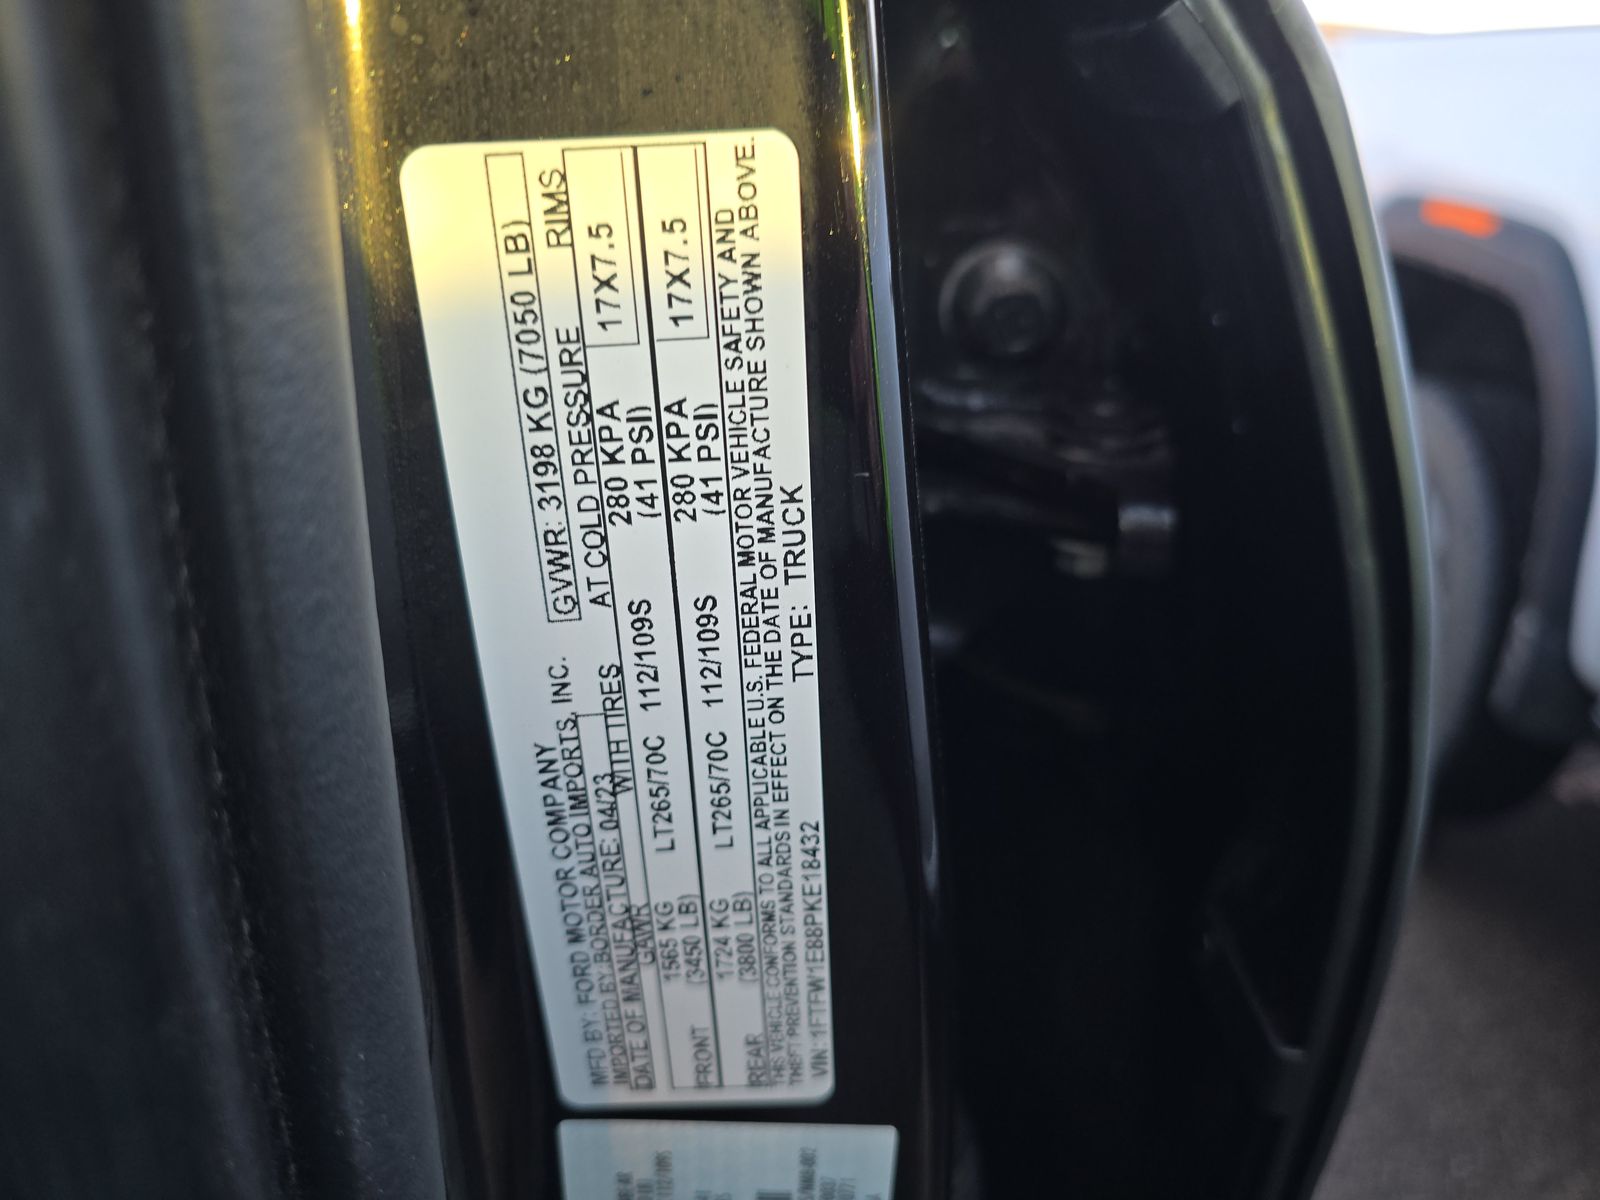 MFD BY: FORD MOTOR COMPANY
IMPORTED BY: BORDER AUTO IMPORTS, INC.
DATE OF MANUFACTURE: 04/23 GVWR: 3198 KG (7050 LB)
GAWR WITH TIRES AT COLD PRESSURE RIMS
FRONT 1565 KG (3450 LB) LT265/70C 112/109S 280 KPA (41 PSI) 17X7.5
REAR 1724 KG (3800 LB) LT265/70C 112/109S 280 KPA (41 PSI) 17X7.5
THIS VEHICLE CONFORMS TO ALL APPLICABLE U.S. FEDERAL MOTOR VEHICLE SAFETY AND
THEFT PREVENTION STANDARDS IN EFFECT ON THE DATE OF MANUFACTURE SHOWN ABOVE.
VIN: 1FTFW1E88PKE18432 TYPE: TRUCK